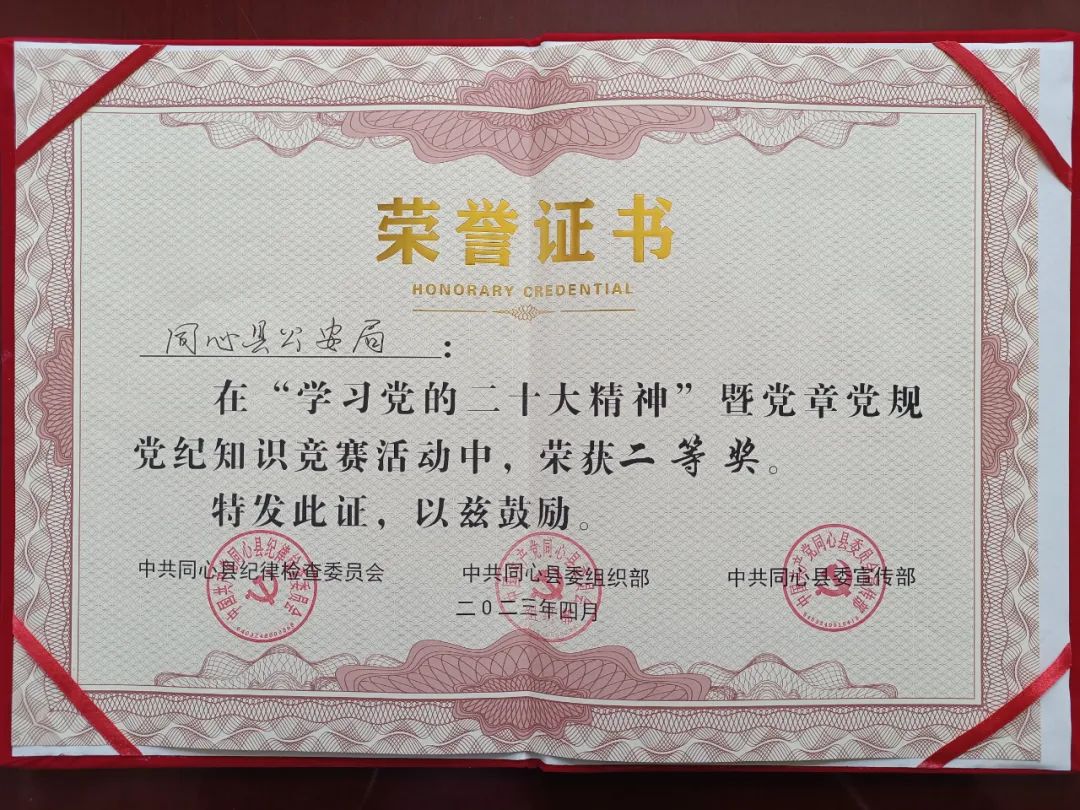 荣誉证书
HONORARY CREDENTIAL
同心县公安局：
在“学习党的二十大精神”暨党章党规
党纪知识竞赛活动中，荣获二等奖。
特发此证，以兹鼓励。
中共同心县纪律检查委员会 中共同心县委组织部 中共同心县委宣传部
二〇二三年四月